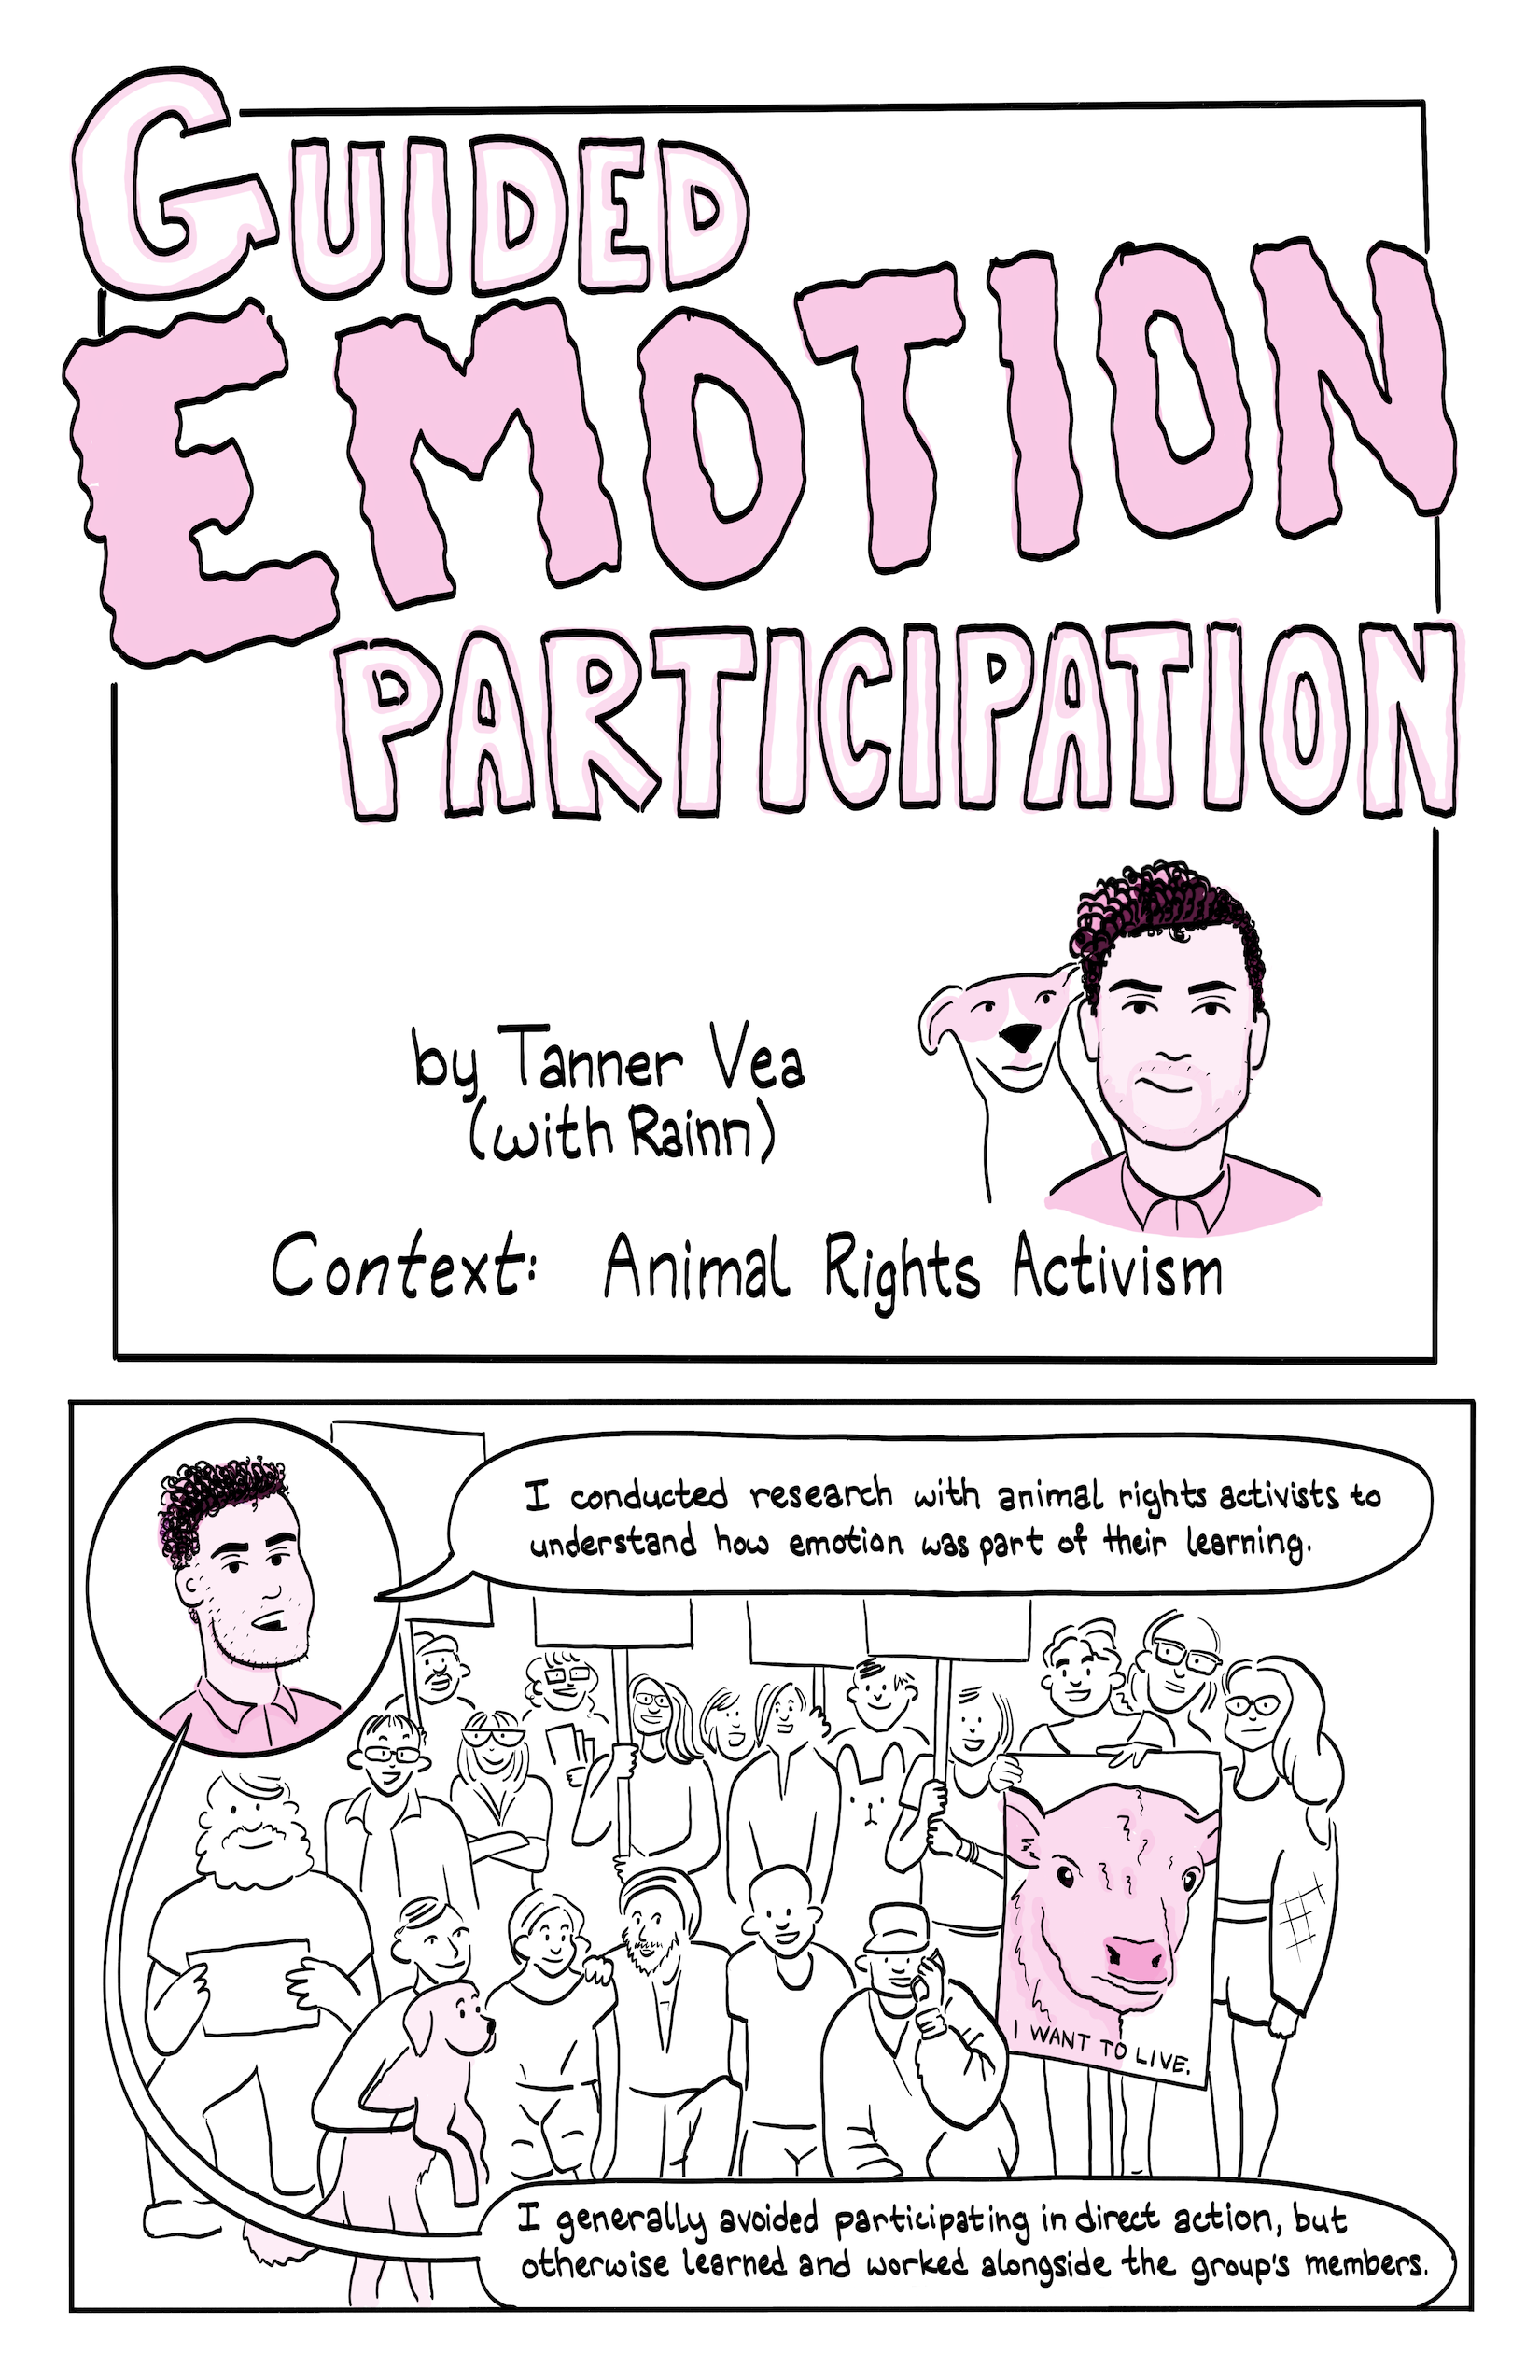 GUIDED
EMOTION
PARTICIPATION
by Tanner Vea
(with Rainn)
Context: Animal Rights Activism
I conducted research with animal rights activists to
understand how emotion was part of their learning.
I WANT TO LIVE.
I generally avoided participating in direct action, but
otherwise learned and worked alongside the group's members.